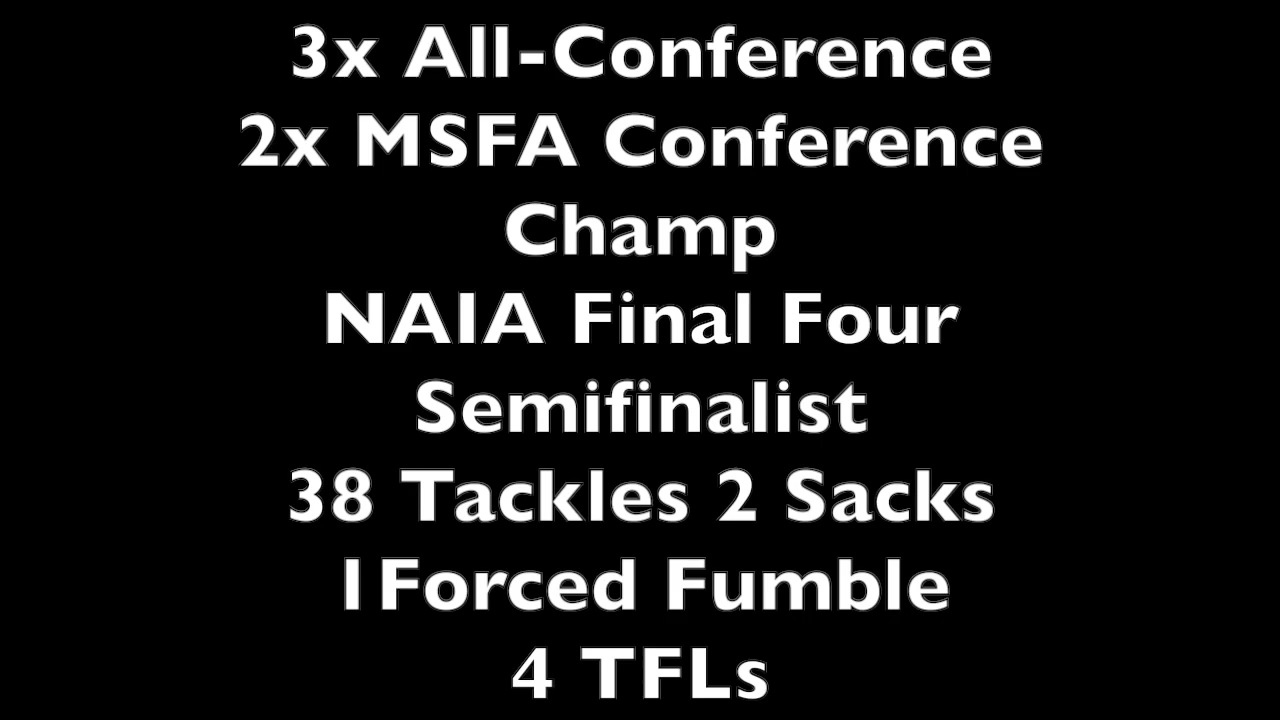 3x All-Conference
2x MSFA Conference
Champ
NAIA Final Four
Semifinalist
38 Tackles 2 Sacks
1Forced Fumble
4 TFLs